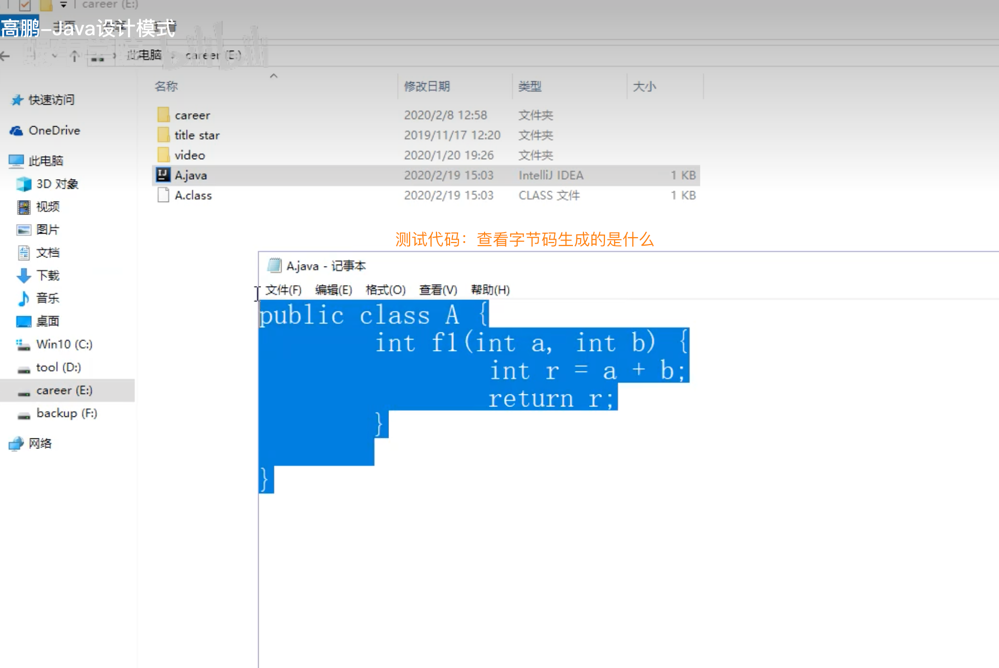 career (E:)
高鹏-Java设计模式
此电脑 > career (E:)
名称 修改日期 类型 大小
快速访问
OneDrive
此电脑
3D 对象
视频
图片
文档
下载
音乐
桌面
Win10 (C:)
tool (D:)
career (E:)
backup (F:)
网络
career 2020/2/8 12:58 文件夹
title star 2019/11/17 12:20 文件夹
video 2020/1/20 19:26 文件夹
A.java 2020/2/19 15:03 IntelliJ IDEA 1 KB
A.class 2020/2/19 15:03 CLASS 文件 1 KB
测试代码：查看字节码生成的是什么
A.java - 记事本
文件(F) 编辑(E) 格式(O) 查看(V) 帮助(H)
public class A {
int f1(int a, int b) {
int r = a + b;
return r;
}
}